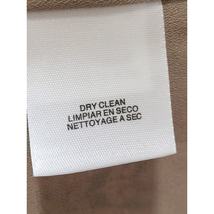 DRY CLEAN
LIMPIAR EN SECO
NETTOYAGE A SEC